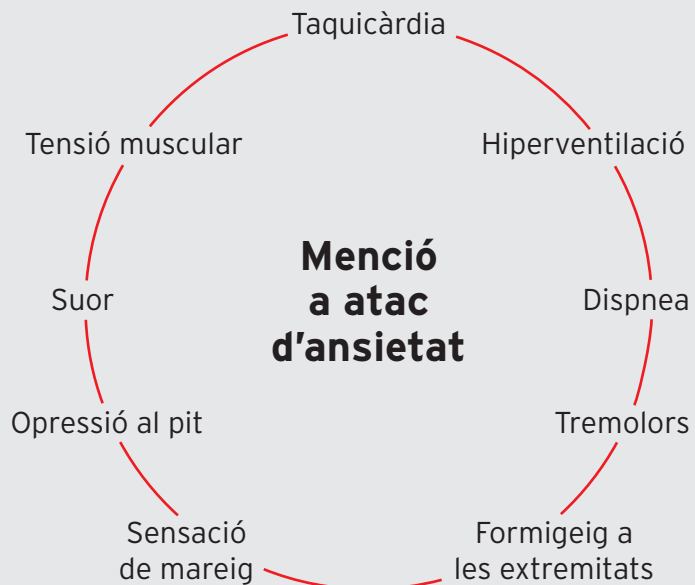 Taquicàrdia
Tensió muscular
Hiperventilació
Menció
a atac
d'ansietat
Suor
Dispnea
Opressió al pit
Tremolors
Sensació
de mareig
Formigeig a
les extremitats